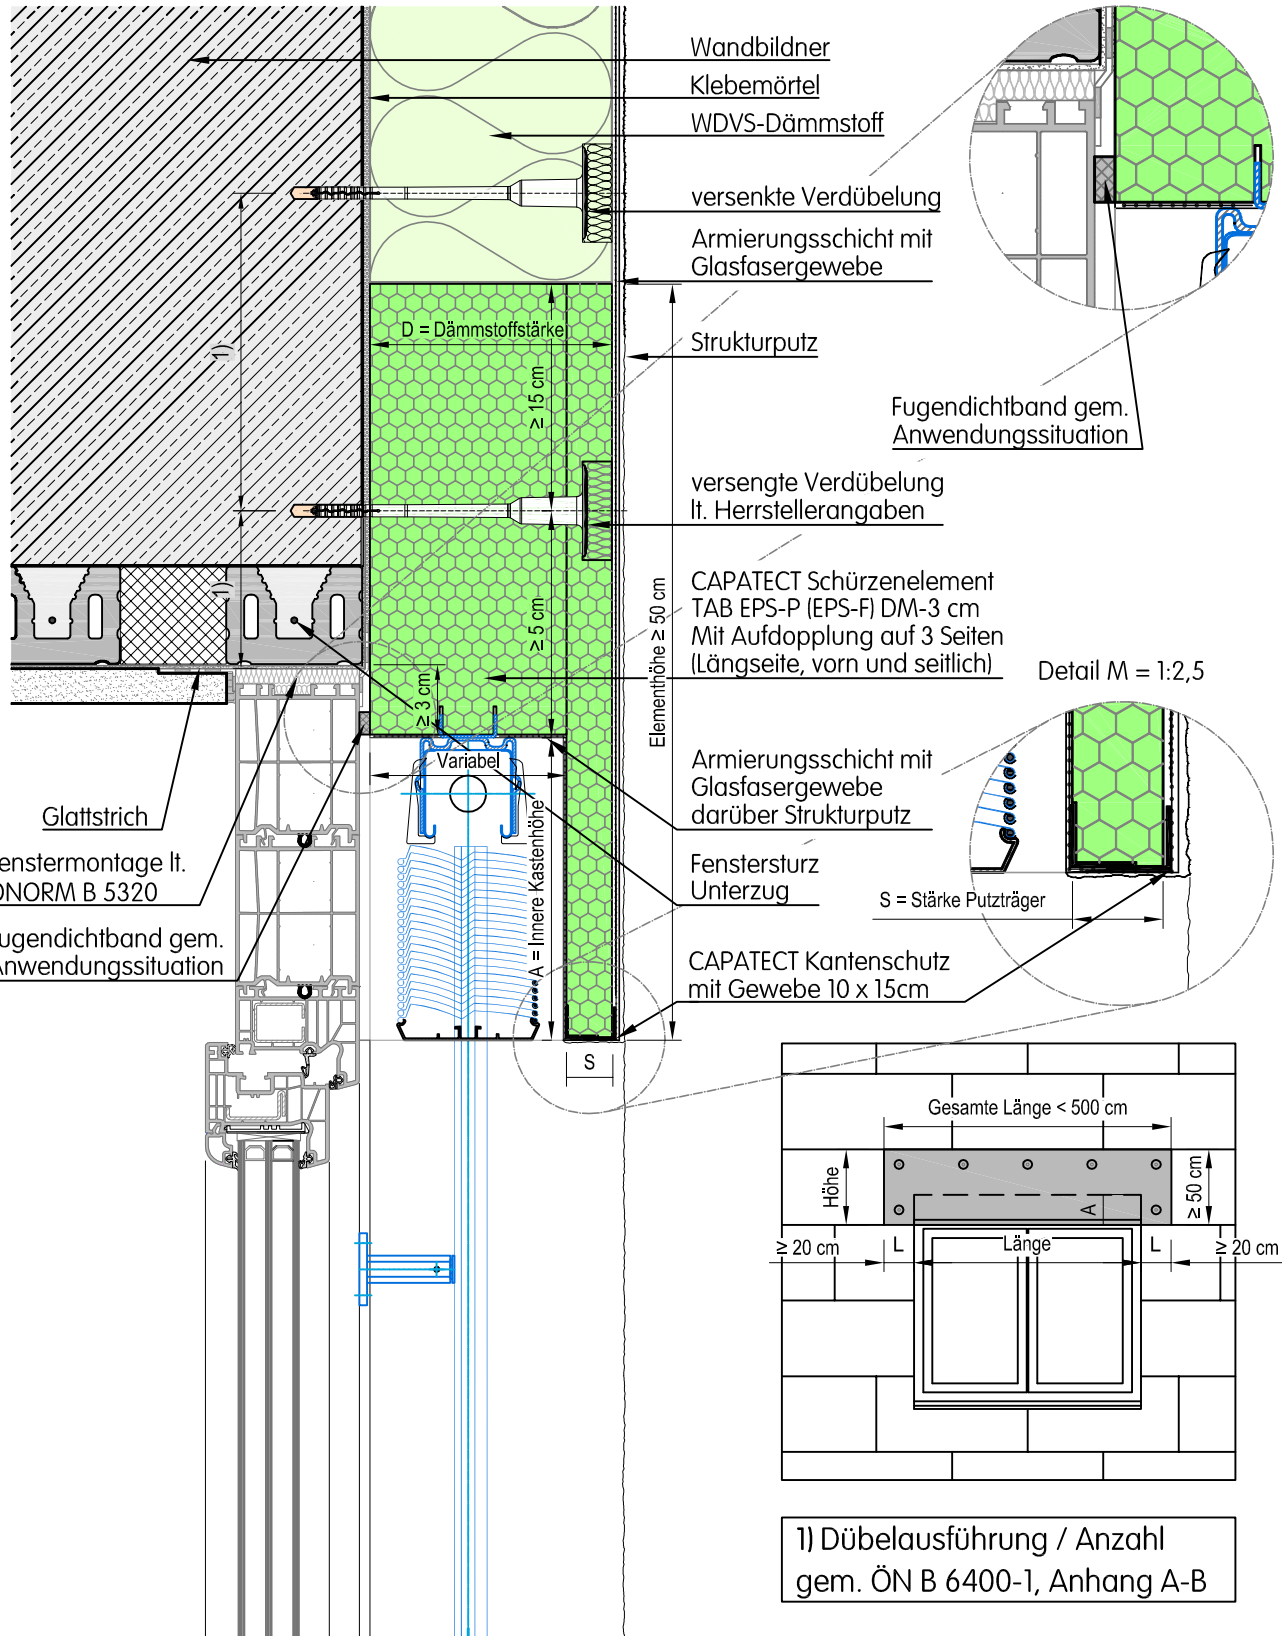 Wandbildner
Klebemörtel
WDVS-Dämmstoff
versenkte Verdübelung
Armierungsschicht mit
Glasfasergewebe
D = Dämmstoffstärke
Strukturputz
1)
≥ 15 cm
Fugendichtband gem.
Anwendungssituation
versengte Verdübelung
lt. Herrstellerangaben
1)
≥ 5 cm
Elementhöhe ≥ 50 cm
CAPATECT Schürzenelement
TAB EPS-P (EPS-F) DM-3 cm
Mit Aufdopplung auf 3 Seiten
(Längseite, vorn und seitlich)
≥ 3 cm
Detail M = 1:2,5
Variabel
Armierungsschicht mit
Glasfasergewebe
darüber Strukturputz
Glattstrich
enstermontage lt.
ÖNORM B 5320
A = Innere Kastenhöhe
Fenstersturz
Unterzug
S = Stärke Putzträger
ugendichtband gem.
Anwendungssituation
CAPATECT Kantenschutz
mit Gewebe 10 x 15cm
S
Gesamte Länge < 500 cm
Höhe
A
≥ 50 cm
≥ 20 cm
L
Länge
L
≥ 20 cm
1) Dübelausführung / Anzahl
gem. ÖN B 6400-1, Anhang A-B